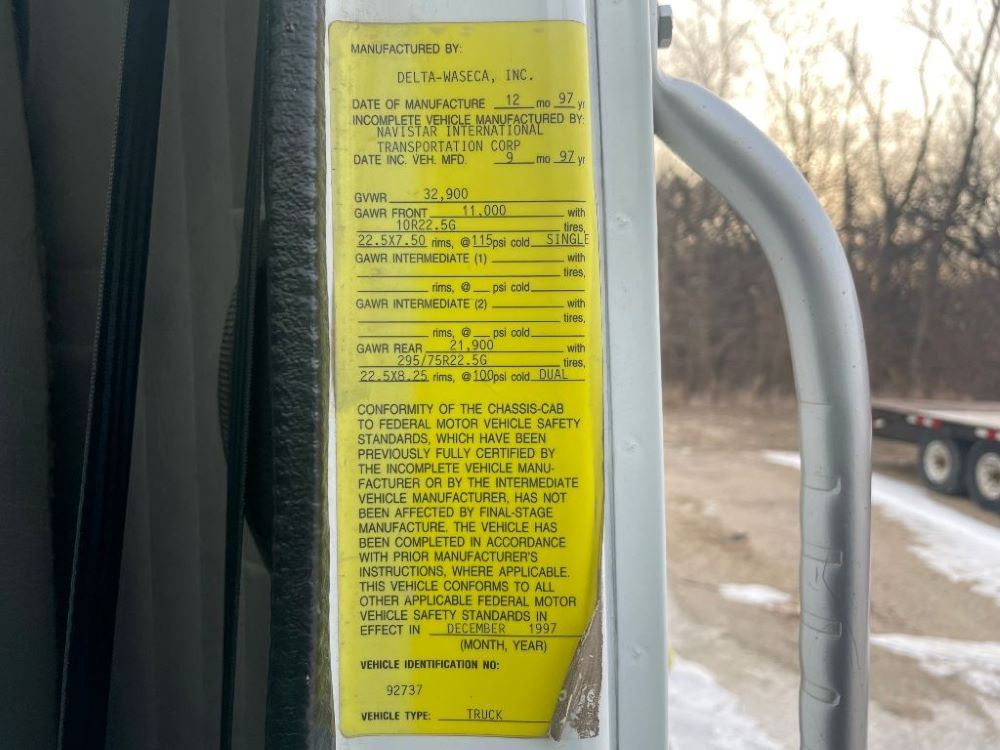 MANUFACTURED BY:
DELTA-WASECA, INC.
DATE OF MANUFACTURE 12 mo 97 yr
INCOMPLETE VEHICLE MANUFACTURED BY:
NAVISTAR INTERNATIONAL
TRANSPORTATION CORP
DATE INC. VEH. MFD. 9 mo 97 yr
GVWR 32,900
GAWR FRONT 11,000 with
10R22.5G tires,
22.5X7.50 rims, @ 115 psi cold SINGLE
GAWR INTERMEDIATE (1) with
tires,
rims, @ psi cold
GAWR INTERMEDIATE (2) with
tires,
rims, @ psi cold
GAWR REAR 21,900 with
295/75R22.5G tires,
22.5X8.25 rims, @ 100 psi cold DUAL
CONFORMITY OF THE CHASSIS-CAB
TO FEDERAL MOTOR VEHICLE SAFETY
STANDARDS, WHICH HAVE BEEN
PREVIOUSLY FULLY CERTIFIED BY
THE INCOMPLETE VEHICLE MANU-
FACTURER OR BY THE INTERMEDIATE
VEHICLE MANUFACTURER, HAS NOT
BEEN AFFECTED BY FINAL-STAGE
MANUFACTURE. THE VEHICLE HAS
BEEN COMPLETED IN ACCORDANCE
WITH PRIOR MANUFACTURER'S
INSTRUCTIONS, WHERE APPLICABLE.
THIS VEHICLE CONFORMS TO ALL
OTHER APPLICABLE FEDERAL MOTOR
VEHICLE SAFETY STANDARDS IN
EFFECT IN DECEMBER 1997
(MONTH, YEAR)
VEHICLE IDENTIFICATION NO:
92737
VEHICLE TYPE: TRUCK